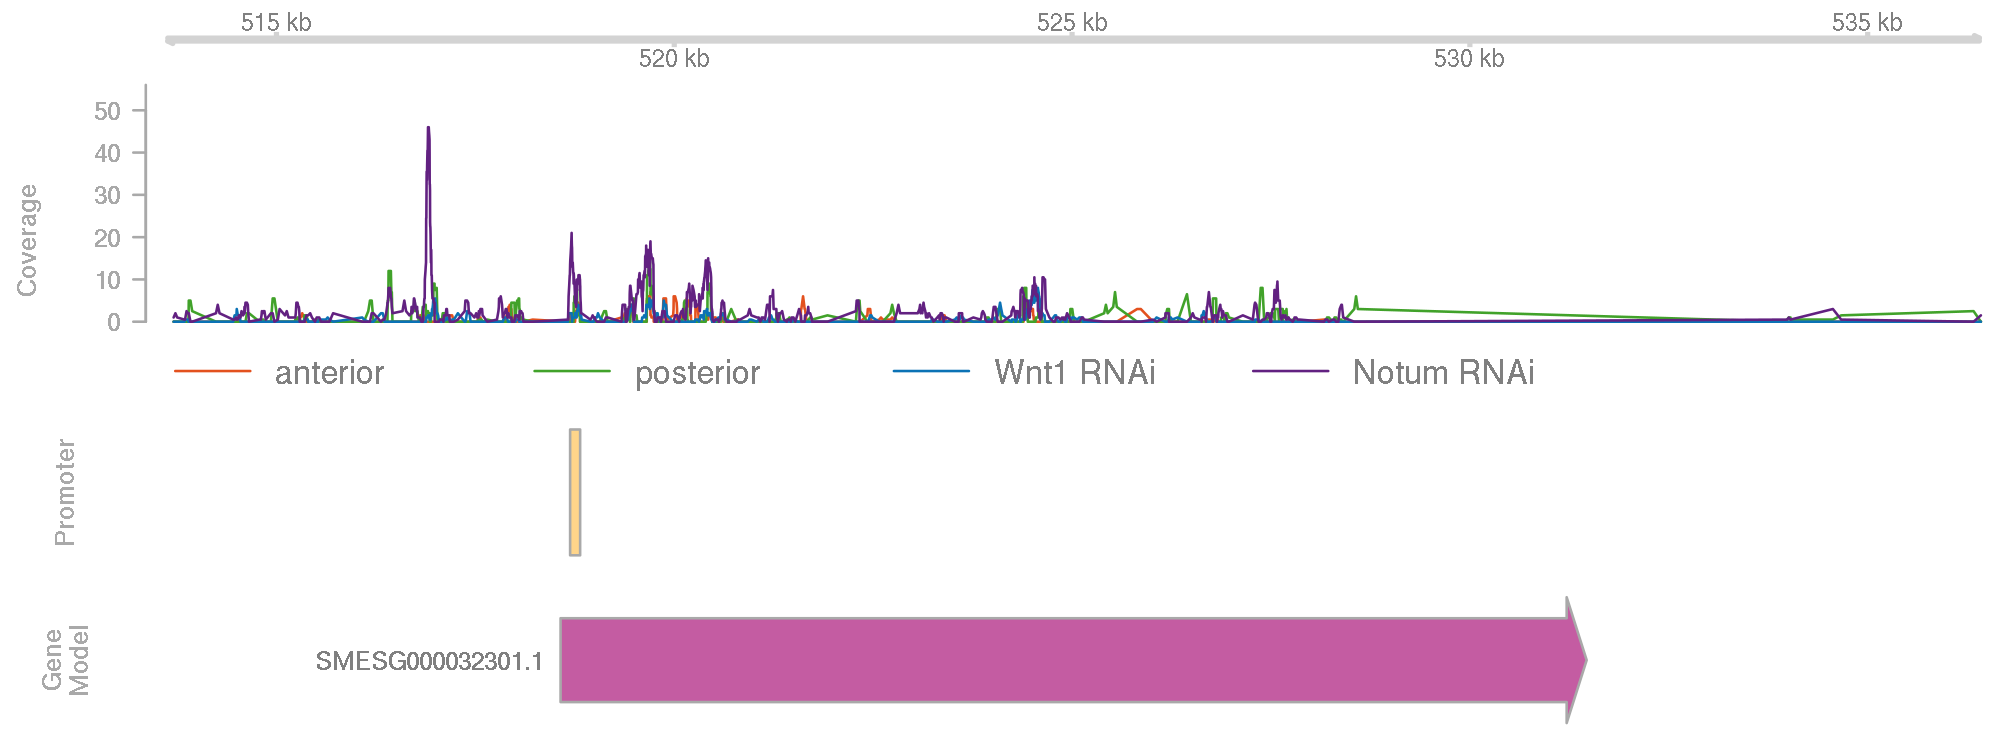 515 kb
525 kb
535 kb
520 kb
530 kb
Coverage
50
40
30
20
10
0
anterior
posterior
Wnt1 RNAi
Notum RNAi
Promoter
Gene
Model
SMESG000032301.1